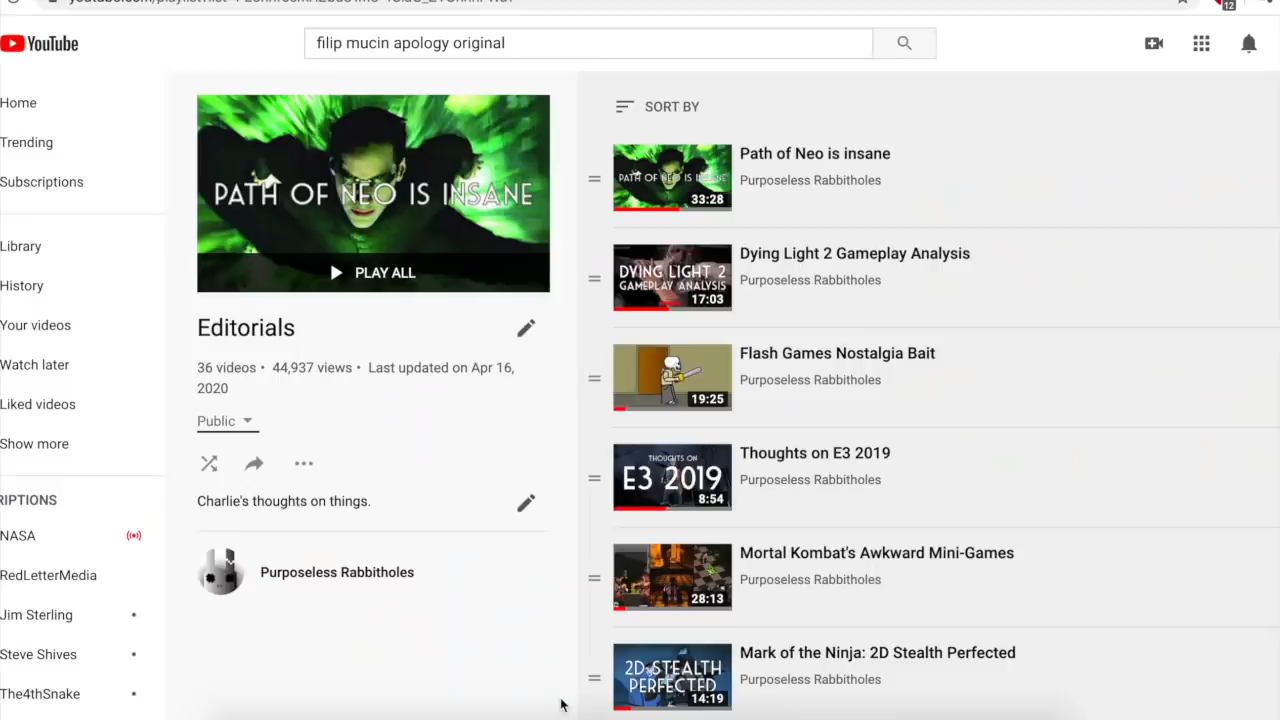 12
YouTube
filip mucin apology original
Home
Trending
Subscriptions
Library
History
Your videos
Watch later
Liked videos
Show more
RIPTIONS
NASA
RedLetterMedia
Jim Sterling
Steve Shives
The4thSnake
PATH OF NEO IS INSANE
PLAY ALL
Editorials
36 videos • 44,937 views • Last updated on Apr 16,
2020
Public
Charlie's thoughts on things.
Purposeless Rabbitholes
SORT BY
PATH OF NEO IS INSANE
33:28
Path of Neo is insane
Purposeless Rabbitholes
DYING LIGHT 2
GAMEPLAY ANALYSIS
17:03
Dying Light 2 Gameplay Analysis
Purposeless Rabbitholes
19:25
Flash Games Nostalgia Bait
Purposeless Rabbitholes
THOUGHTS ON
E3 2019
8:54
Thoughts on E3 2019
Purposeless Rabbitholes
28:13
Mortal Kombat's Awkward Mini-Games
Purposeless Rabbitholes
2D STEALTH
PERFECTED
14:19
Mark of the Ninja: 2D Stealth Perfected
Purposeless Rabbitholes